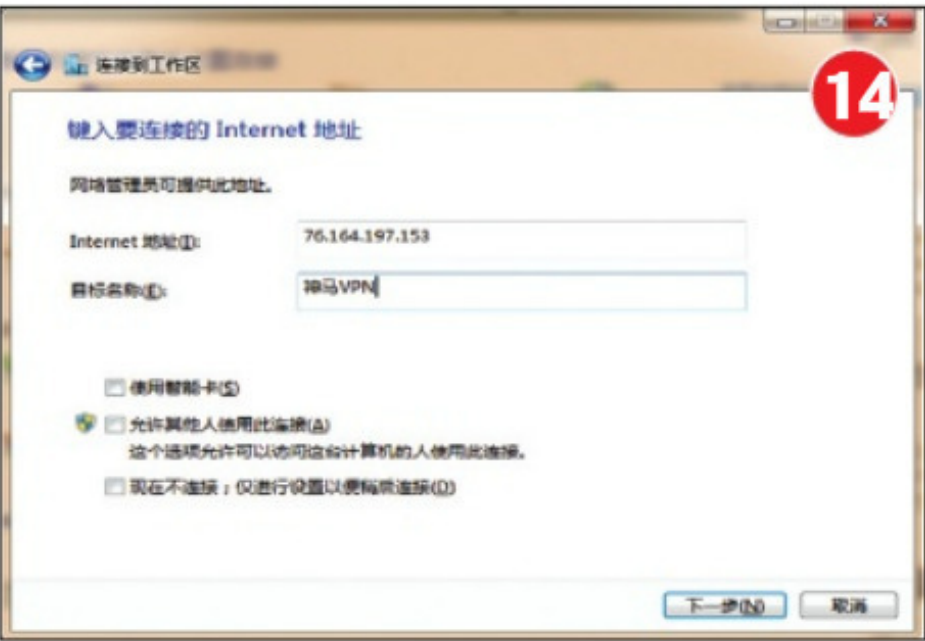 连接到工作区
14
键入要连接的 Internet 地址
网络管理员可提供此地址。
Internet 地址(I): 76.164.197.153
目标名称(E): 神马VPN
使用智能卡(S)
允许其他人使用此连接(A)
这个选项允许可以访问这台计算机的人使用此连接。
现在不连接；仅进行设置以便稍后连接(D)
下一步(N) 取消